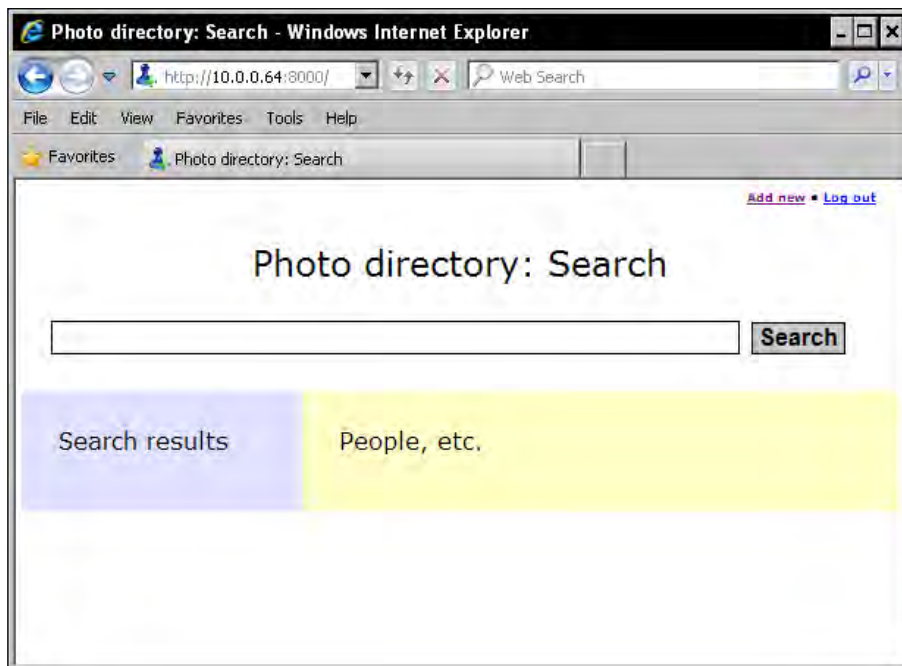 Photo directory: Search - Windows Internet Explorer
http://10.0.0.64:8000/ Web Search
File Edit View Favorites Tools Help
Favorites Photo directory: Search
Add new • Log out
Photo directory: Search
Search
Search results People, etc.